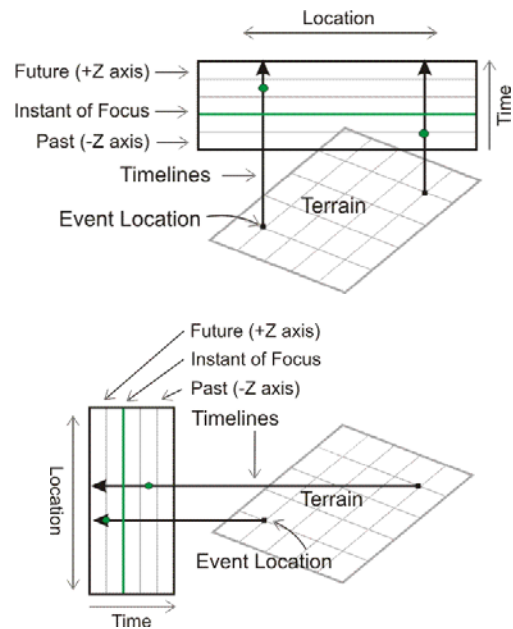 Location
Future (+Z axis)
Instant of Focus
Past (-Z axis)
Time
Timelines
Terrain
Event Location
Future (+Z axis)
Instant of Focus
Past (-Z axis)
Timelines
Location
Terrain
Event Location
Time